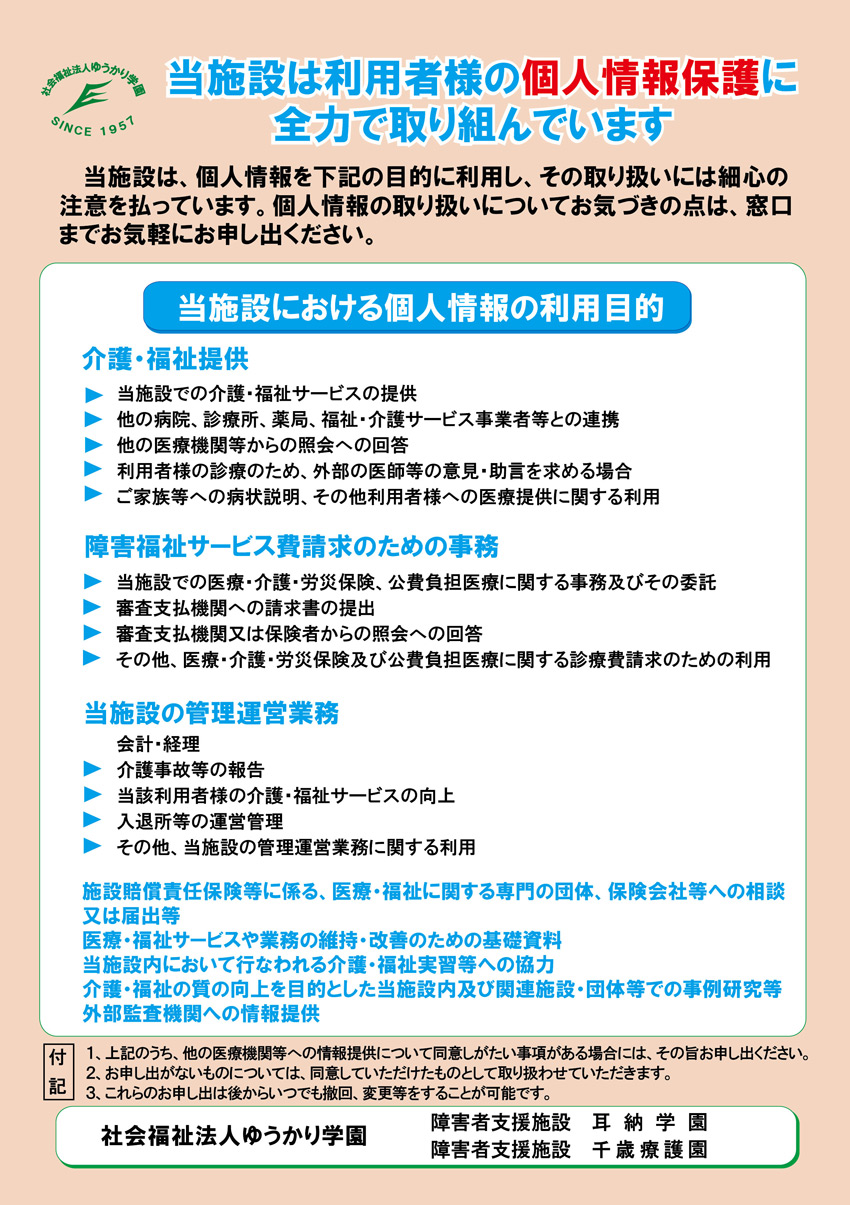 社会福祉法人ゆうかり学園
SINCE 1957
当施設は利用者様の個人情報保護に
全力で取り組んでいます
当施設は、個人情報を下記の目的に利用し、その取り扱いには細心の
注意を払っています。個人情報の取り扱いについてお気づきの点は、窓口
までお気軽にお申し出ください。
当施設における個人情報の利用目的
介護・福祉提供
▶ 当施設での介護・福祉サービスの提供
▶ 他の病院、診療所、薬局、福祉・介護サービス事業者等との連携
▶ 他の医療機関等からの照会への回答
▶ 利用者様の診療のため、外部の医師等の意見・助言を求める場合
▶ ご家族等への病状説明、その他利用者様への医療提供に関する利用
障害福祉サービス費請求のための事務
▶ 当施設での医療・介護・労災保険、公費負担医療に関する事務及びその委託
▶ 審査支払機関への請求書の提出
▶ 審査支払機関又は保険者からの照会への回答
▶ その他、医療・介護・労災保険及び公費負担医療に関する診療費請求のための利用
当施設の管理運営業務
会計・経理
▶ 介護事故等の報告
▶ 当該利用者様の介護・福祉サービスの向上
▶ 入退所等の運営管理
▶ その他、当施設の管理運営業務に関する利用
施設賠償責任保険等に係る、医療・福祉に関する専門の団体、保険会社等への相談
又は届出等
医療・福祉サービスや業務の維持・改善のための基礎資料
当施設内において行なわれる介護・福祉実習等への協力
介護・福祉の質の向上を目的とした当施設内及び関連施設・団体等での事例研究等
外部監査機関への情報提供
付記
1、上記のうち、他の医療機関等への情報提供について同意しがたい事項がある場合には、その旨お申し出ください。
2、お申し出がないものについては、同意していただけたものとして取り扱わせていただきます。
3、これらのお申し出は後からいつでも撤回、変更等をすることが可能です。
社会福祉法人ゆうかり学園
障害者支援施設 耳納学園
障害者支援施設 千歳療護園